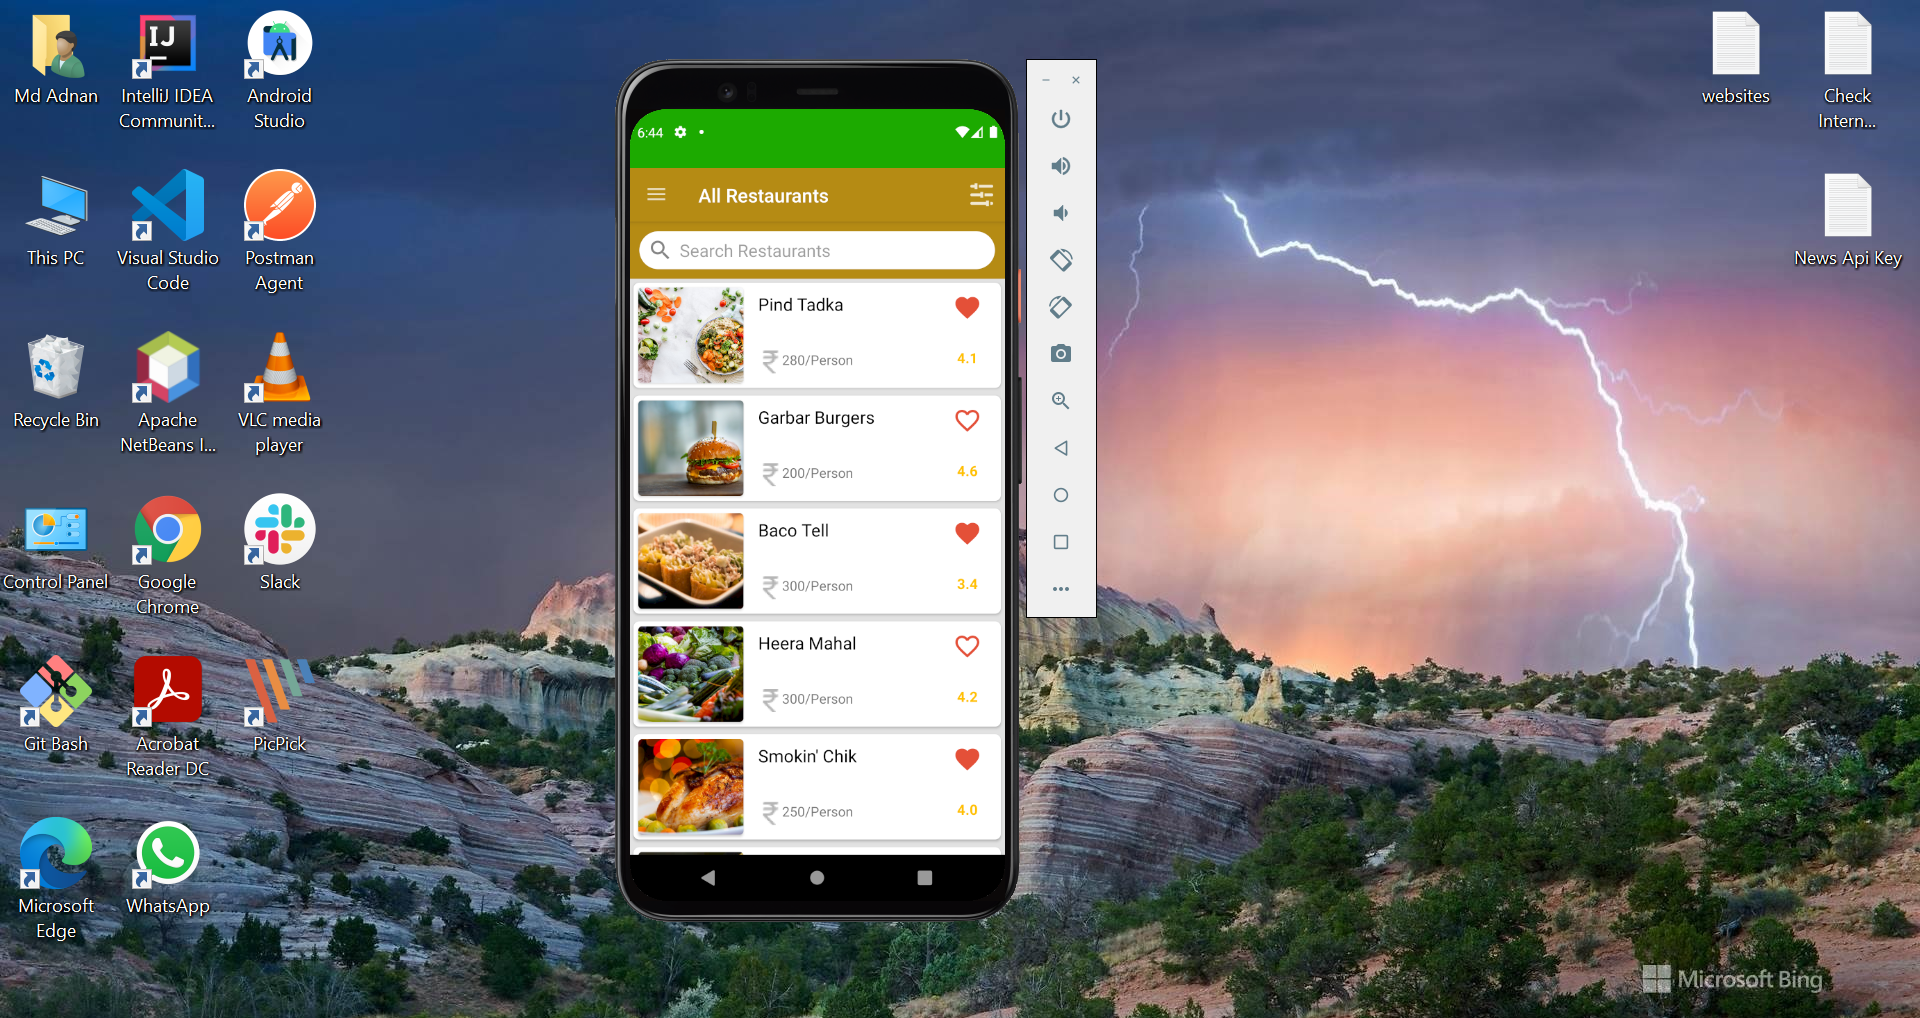 Md Adnan
IntelliJ IDEA
Communit...
Android
Studio
This PC
Visual Studio
Code
Postman
Agent
Recycle Bin
Apache
NetBeans I...
VLC media
player
Control Panel
Google
Chrome
Slack
Git Bash
Acrobat
Reader DC
PicPick
Microsoft
Edge
WhatsApp
IJ
6:44
All Restaurants
Search Restaurants
Pind Tadka
₹ 280/Person
4.1
Garbar Burgers
₹ 200/Person
4.6
Baco Tell
₹ 300/Person
3.4
Heera Mahal
₹ 300/Person
4.2
Smokin' Chik
₹ 250/Person
4.0
websites
Check
Intern...
News Api Key
Microsoft Bing